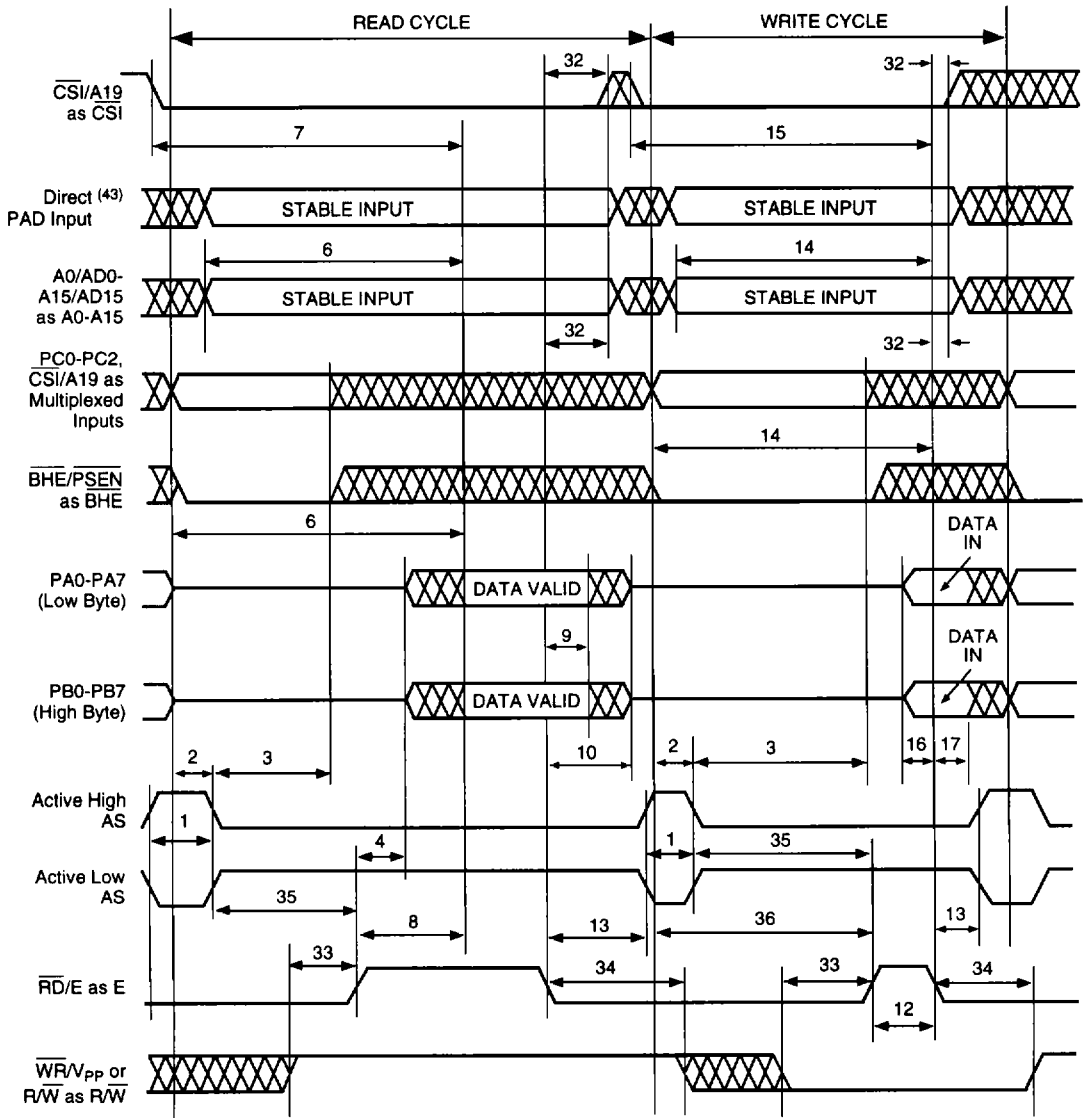 READ CYCLE WRITE CYCLE
32 32
CSI/A19
as CSI
7 15
Direct (43)
PAD Input
STABLE INPUT STABLE INPUT
6 14
A0/AD0-
A15/AD15
as A0-A15
STABLE INPUT STABLE INPUT
32 32
PC0-PC2,
CSI/A19 as
Multiplexed
Inputs
14
BHE/PSEN
as BHE
6
DATA
IN
PA0-PA7
(Low Byte)
DATA VALID
9
DATA
IN
PB0-PB7
(High Byte)
DATA VALID
2 3 10 2 3 16 17
Active High
AS
1 4 1 35
Active Low
AS
35 8 13 36 13
33 34 33 34
RD/E as E
12
WR/VPP or
R/W as R/W